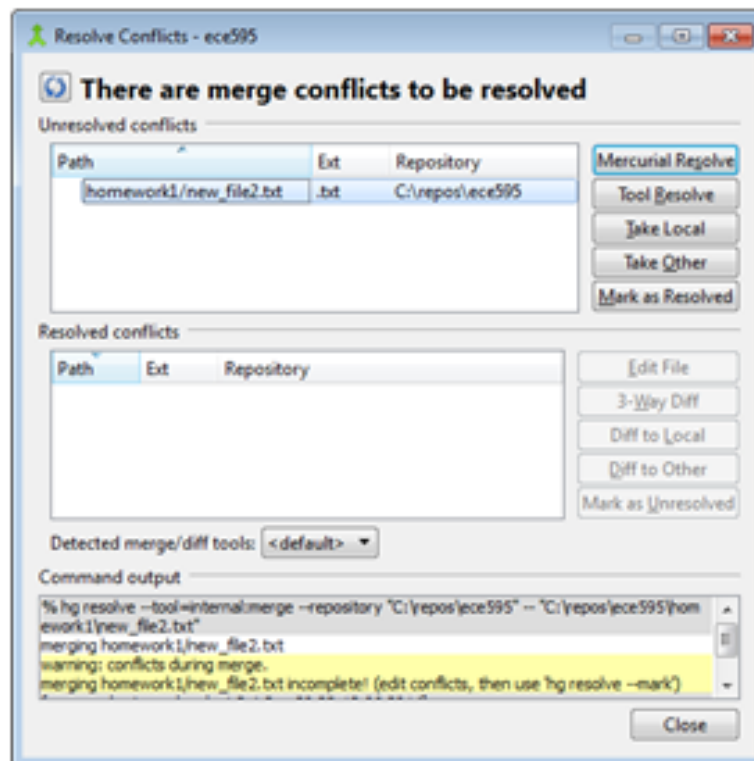 Resolve Conflicts - ece595
There are merge conflicts to be resolved
Unresolved conflicts
Path Ext Repository
homework1/new_file2.txt .txt C:\repos\ece595
Mercurial Resolve
Tool Resolve
Take Local
Take Other
Mark as Resolved
Resolved conflicts
Path Ext Repository
Edit File
3-Way Diff
Diff to Local
Diff to Other
Mark as Unresolved
Detected merge/diff tools: <default>
Command output
% hg resolve --tool=internal:merge --repository "C:\repos\ece595" -- "C:\repos\ece595\hom
ework1\new_file2.txt"
merging homework1/new_file2.txt
warning: conflicts during merge.
merging homework1/new_file2.txt incomplete! (edit conflicts, then use 'hg resolve --mark')
Close